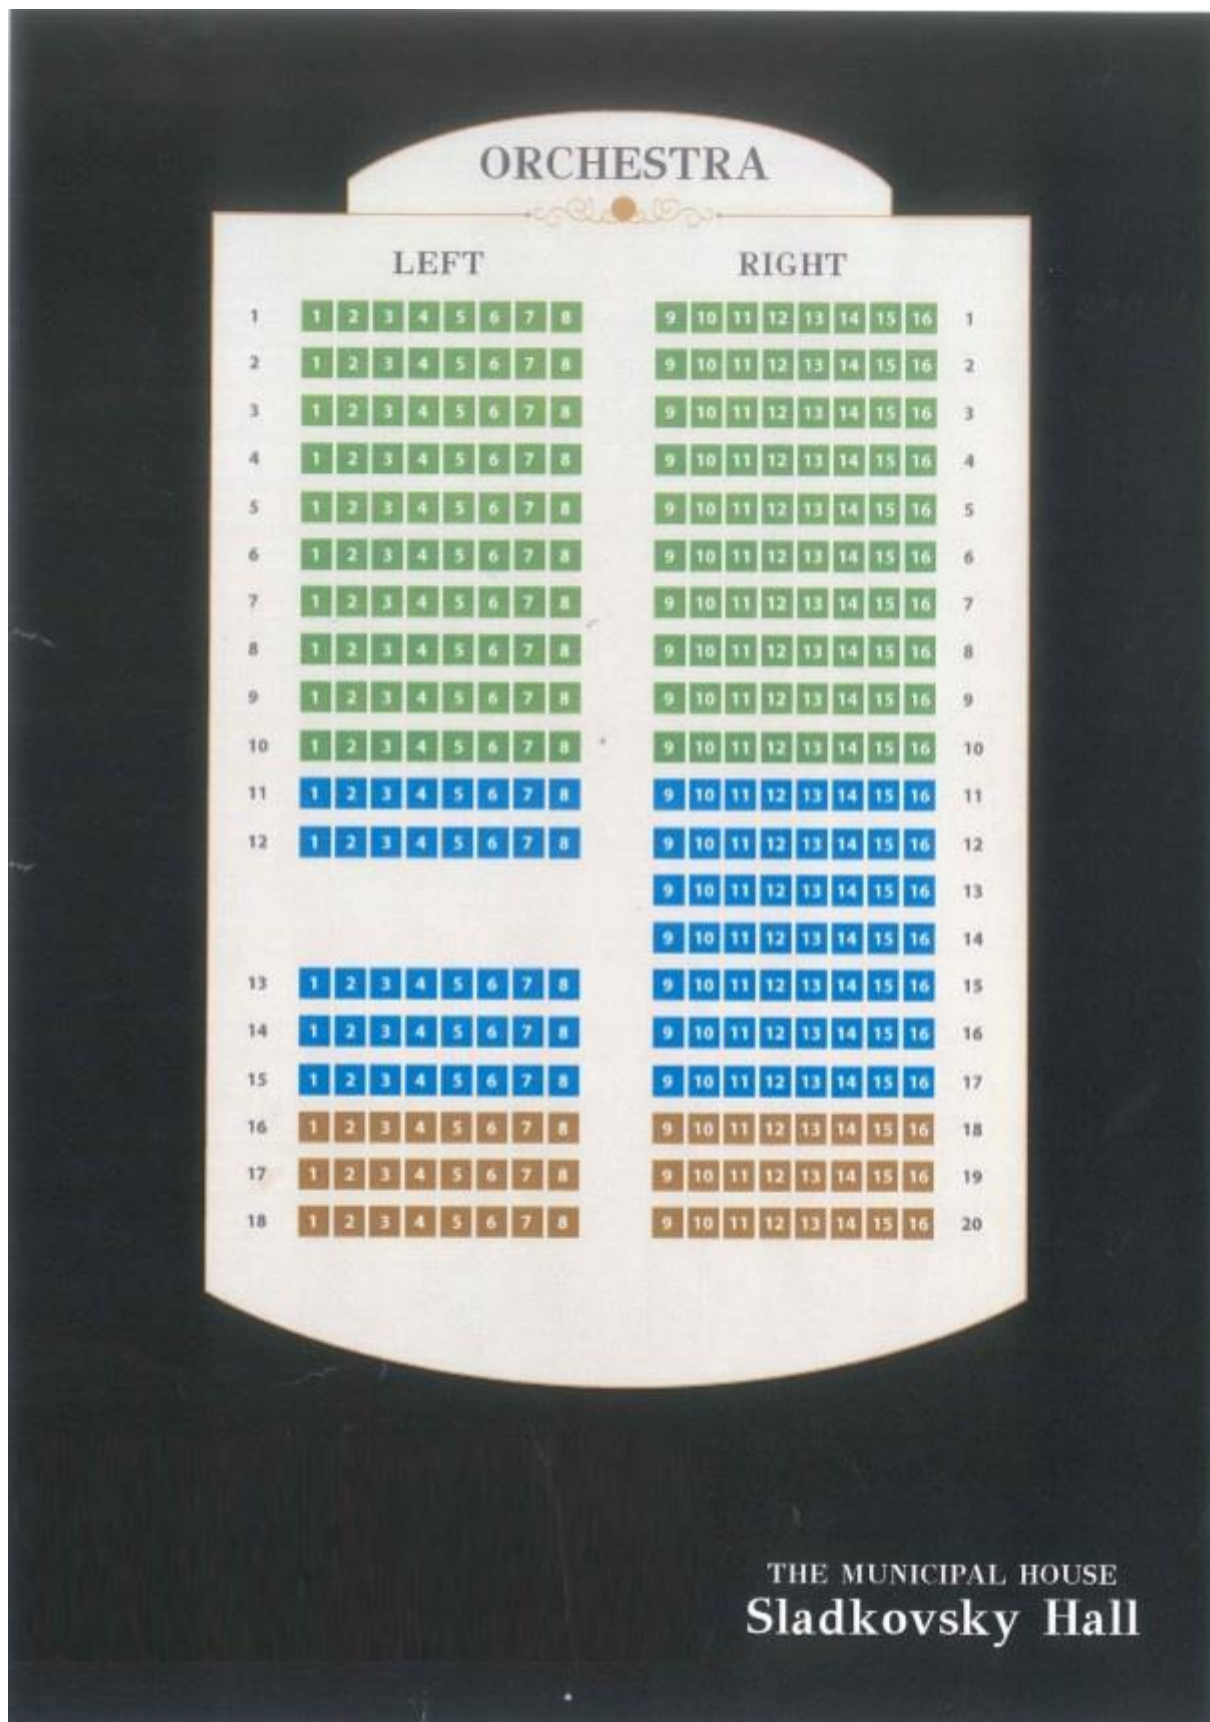 ORCHESTRA
LEFT RIGHT
1 1 2 3 4 5 6 7 8 9 10 11 12 13 14 15 16 1
2 1 2 3 4 5 6 7 8 9 10 11 12 13 14 15 16 2
3 1 2 3 4 5 6 7 8 9 10 11 12 13 14 15 16 3
4 1 2 3 4 5 6 7 8 9 10 11 12 13 14 15 16 4
5 1 2 3 4 5 6 7 8 9 10 11 12 13 14 15 16 5
6 1 2 3 4 5 6 7 8 9 10 11 12 13 14 15 16 6
7 1 2 3 4 5 6 7 8 9 10 11 12 13 14 15 16 7
8 1 2 3 4 5 6 7 8 9 10 11 12 13 14 15 16 8
9 1 2 3 4 5 6 7 8 9 10 11 12 13 14 15 16 9
10 1 2 3 4 5 6 7 8 9 10 11 12 13 14 15 16 10
11 1 2 3 4 5 6 7 8 9 10 11 12 13 14 15 16 11
12 1 2 3 4 5 6 7 8 9 10 11 12 13 14 15 16 12
9 10 11 12 13 14 15 16 13
9 10 11 12 13 14 15 16 14
13 1 2 3 4 5 6 7 8 9 10 11 12 13 14 15 16 15
14 1 2 3 4 5 6 7 8 9 10 11 12 13 14 15 16 16
15 1 2 3 4 5 6 7 8 9 10 11 12 13 14 15 16 17
16 1 2 3 4 5 6 7 8 9 10 11 12 13 14 15 16 18
17 1 2 3 4 5 6 7 8 9 10 11 12 13 14 15 16 19
18 1 2 3 4 5 6 7 8 9 10 11 12 13 14 15 16 20
THE MUNICIPAL HOUSE
Sladkovsky Hall